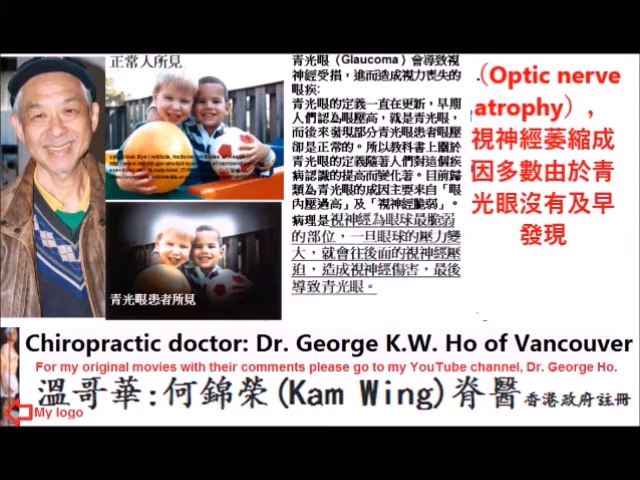 正常人所見
青光眼患者所見
青光眼（Glaucoma）會導致視
神經受損，進而造成視力喪失的
眼疾：
青光眼的定義一直在更新，早期
人們認為眼壓高，就是青光眼，
而後來發現部分青光眼患者眼壓
卻是正常的。所以教科書上關於
青光眼的定義隨著人們對這個疾
病認識的提高而變化著。目前歸
類為青光眼的成因主要來自「眼
內壓過高」及「視神經脆弱」。
病理是視神經為眼球最脆弱
的部位，一旦眼球的壓力變
大，就會往後面的視神經壓
迫，造成視神經傷害，最後
導致青光眼。
（Optic nerve
atrophy），
視神經萎縮成
因多數由於青
光眼沒有及早
發現
Chiropractic doctor: Dr. George K.W. Ho of Vancouver
For my original movies with their comments please go to my YouTube channel, Dr. George Ho.
溫哥華:何錦榮(Kam Wing)脊醫香港政府註冊
My logo